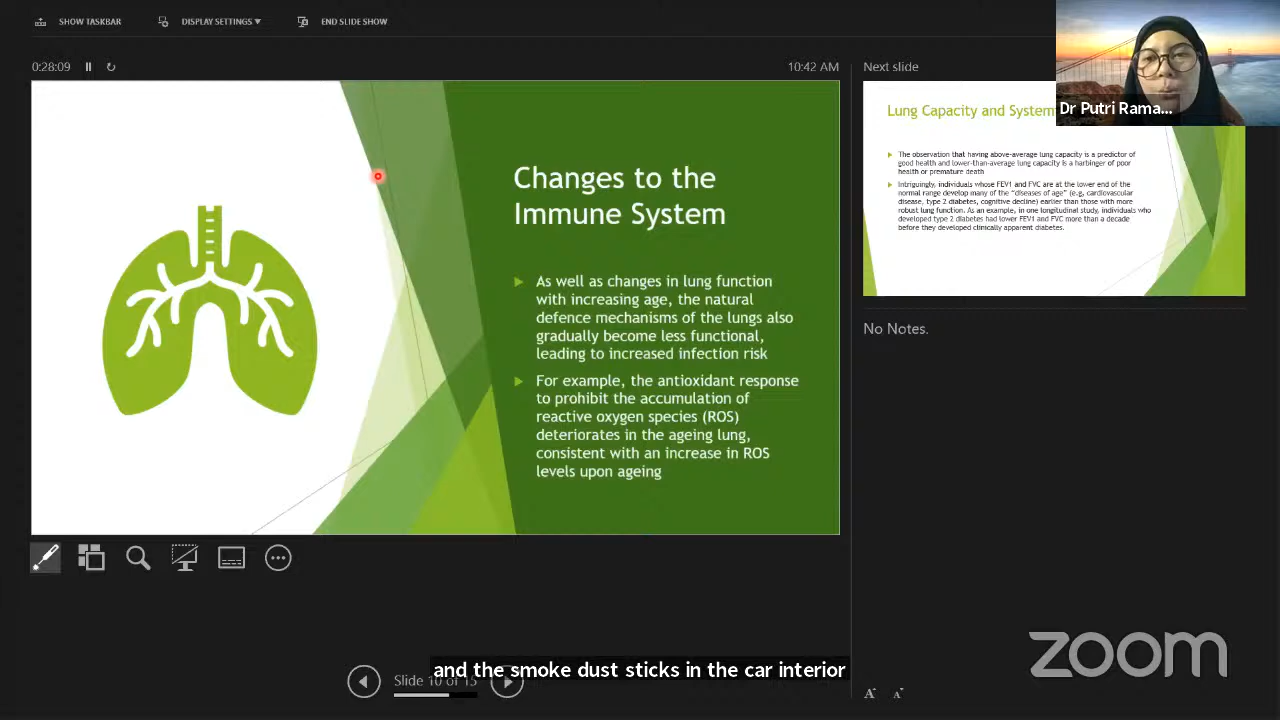 SHOW TASKBAR
DISPLAY SETTINGS ▼
END SLIDE SHOW
0:28:09
10:42 AM
Changes to the
Immune System
As well as changes in lung function
with increasing age, the natural
defence mechanisms of the lungs also
gradually become less functional,
leading to increased infection risk
For example, the antioxidant response
to prohibit the accumulation of
reactive oxygen species (ROS)
deteriorates in the ageing lung,
consistent with an increase in ROS
levels upon ageing
Next slide
Dr Putri Rama...
Lung Capacity and System
The observation that having above-average lung capacity is a predictor of
good health and lower-than-average lung capacity is a harbinger of poor
health or premature death
Intriguingly, individuals whose FEV1 and FVC are at the lower end of the
normal range develop many of the "diseases of age" (e.g, cardiovascular
disease, type 2 diabetes, cognitive decline) earlier than those with more
robust lung function. As an example, in one longitudinal study, individuals who
developed type 2 diabetes had lower FEV1 and FVC more than a decade
before they developed clinically apparent diabetes.
No Notes.
zoom
and the smoke dust sticks in the car interior
Slide 10 of 15
A A